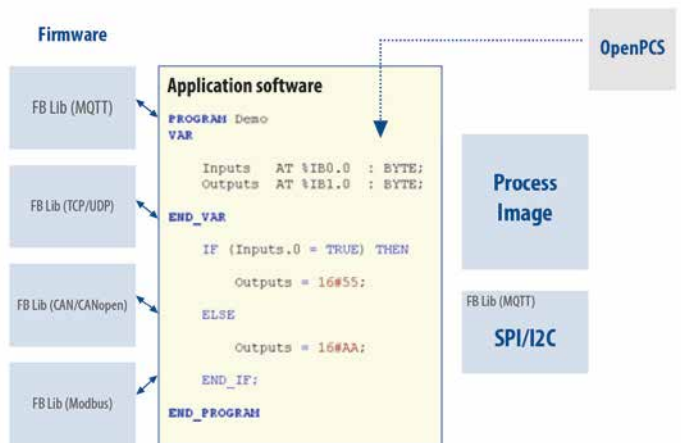 Firmware
OpenPCS
FB Lib (MQTT)
FB Lib (TCP/UDP)
FB Lib (CAN/CANopen)
FB Lib (Modbus)
Application software
PROGRAM Demo
VAR
Inputs AT %IB0.0 : BYTE;
Outputs AT %IB1.0 : BYTE;
END_VAR
IF (Inputs.0 = TRUE) THEN
Outputs = 16#55;
ELSE
Outputs = 16#AA;
END_IF;
END_PROGRAM
Process
Image
FB Lib (MQTT)
SPI/I2C